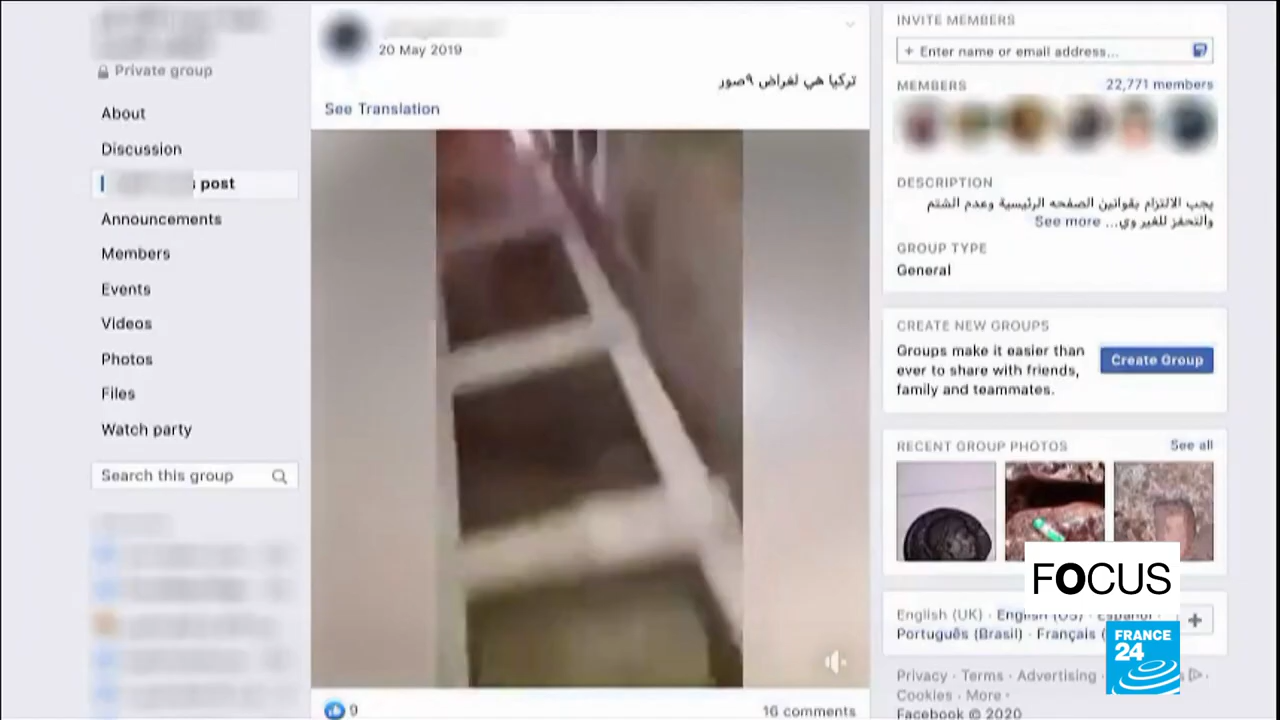 Private group
About
Discussion
post
Announcements
Members
Events
Videos
Photos
Files
Watch party
Search this group
20 May 2019
تركيا هي لغراض ٩صور
See Translation
9
16 comments
INVITE MEMBERS
+ Enter name or email address...
MEMBERS
22,771 members
DESCRIPTION
يجب الالتزام بقوانين الصفحه الرئيسية وعدم الشتم
والتحفز للغير وي... See more
GROUP TYPE
General
CREATE NEW GROUPS
Groups make it easier than
ever to share with friends,
family and teammates.
Create Group
RECENT GROUP PHOTOS
See all
FOCUS
English (UK) · English (US) · Español ·
Português (Brasil) · Français (
+
FRANCE
24
Privacy · Terms · Advertising ·
Cookies · More ·
Facebook © 2020